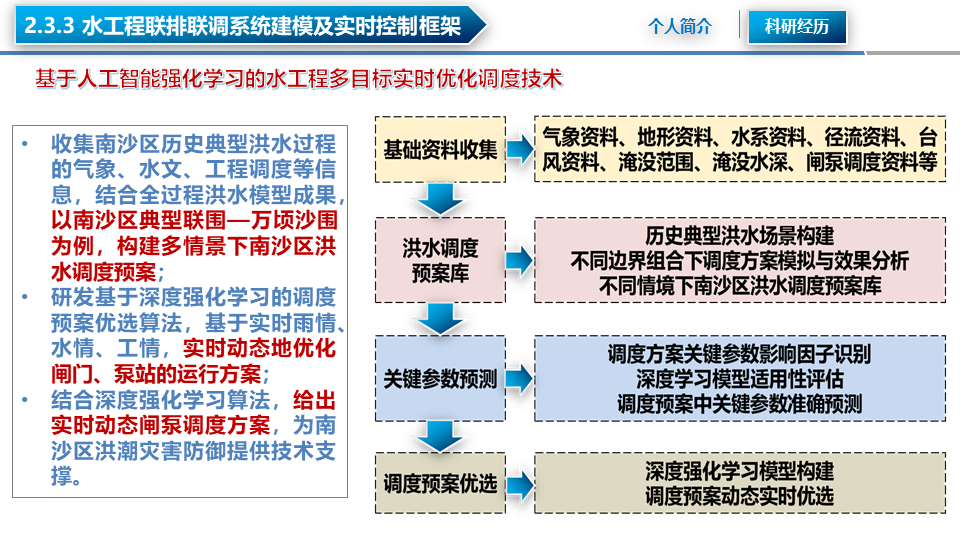 2.3.3 水工程联排联调系统建模及实时控制框架
个人简介
科研经历
基于人工智能强化学习的水工程多目标实时优化调度技术
• 收集南沙区历史典型洪水过程
的气象、水文、工程调度等信
息，结合全过程洪水模型成果，
以南沙区典型联围—万顷沙围
为例，构建多情景下南沙区洪
水调度预案；
• 研发基于深度强化学习的调度
预案优选算法，基于实时雨情、
水情、工情，实时动态地优化
闸门、泵站的运行方案；
• 结合深度强化学习算法，给出
实时动态闸泵调度方案，为南
沙区洪潮灾害防御提供技术支
撑。
基础资料收集
气象资料、地形资料、水系资料、径流资料、台
风资料、淹没范围、淹没水深、闸泵调度资料等
洪水调度
预案库
历史典型洪水场景构建
不同边界组合下调度方案模拟与效果分析
不同情境下南沙区洪水调度预案库
关键参数预测
调度方案关键参数影响因子识别
深度学习模型适用性评估
调度预案中关键参数准确预测
调度预案优选
深度强化学习模型构建
调度预案动态实时优选